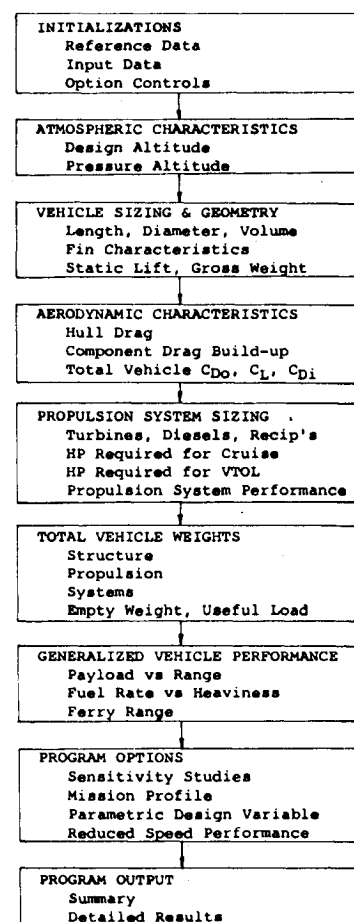 INITIALIZATIONS
Reference Data
Input Data
Option Controls
ATMOSPHERIC CHARACTERISTICS
Design Altitude
Pressure Altitude
VEHICLE SIZING & GEOMETRY
Length, Diameter, Volume
Fin Characteristics
Static Lift, Gross Weight
AERODYNAMIC CHARACTERISTICS
Hull Drag
Component Drag Build-up
Total Vehicle CDo, CL, CDi
PROPULSION SYSTEM SIZING
Turbines, Diesels, Recip's
HP Required for Cruise
HP Required for VTOL
Propulsion System Performance
TOTAL VEHICLE WEIGHTS
Structure
Propulsion
Systems
Empty Weight, Useful Load
GENERALIZED VEHICLE PERFORMANCE
Payload vs Range
Fuel Rate vs Heaviness
Ferry Range
PROGRAM OPTIONS
Sensitivity Studies
Mission Profile
Parametric Design Variable
Reduced Speed Performance
PROGRAM OUTPUT
Summary
Detailed Results